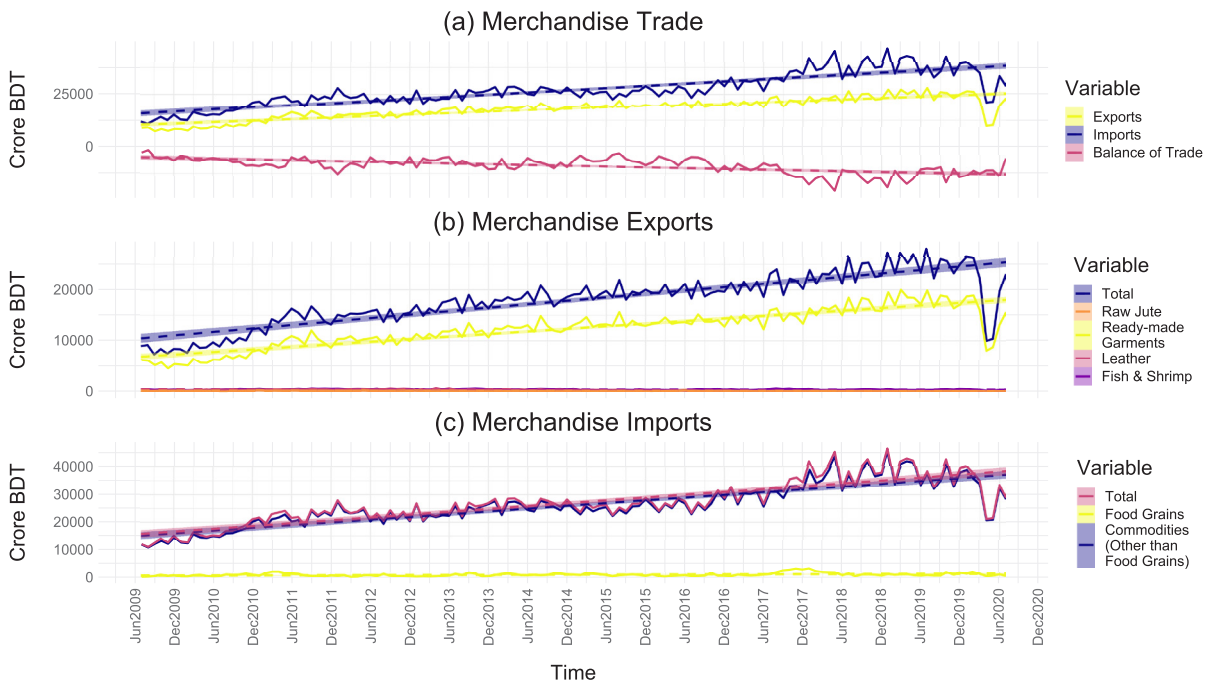 (a) Merchandise Trade
Crore BDT
25000
0
Variable
Exports
Imports
Balance of Trade
(b) Merchandise Exports
Crore BDT
20000
10000
0
Variable
Total
Raw Jute
Ready-made
Garments
Leather
Fish & Shrimp
(c) Merchandise Imports
Crore BDT
40000
30000
20000
10000
0
Variable
Total
Food Grains
Commodities
(Other than
Food Grains)
Jun2009
Dec2009
Jun2010
Dec2010
Jun2011
Dec2011
Jun2012
Dec2012
Jun2013
Dec2013
Jun2014
Dec2014
Jun2015
Dec2015
Jun2016
Dec2016
Jun2017
Dec2017
Jun2018
Dec2018
Jun2019
Dec2019
Jun2020
Dec2020
Time